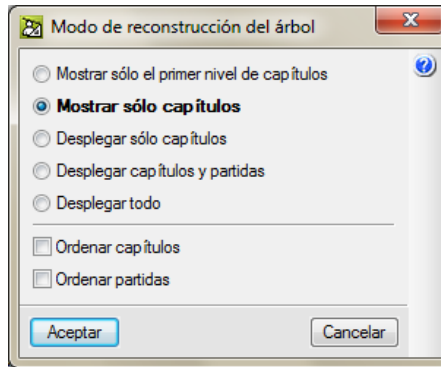 Modo de reconstrucción del árbol
Mostrar sólo el primer nivel de capítulos
Mostrar sólo capítulos
Desplegar sólo capítulos
Desplegar capítulos y partidas
Desplegar todo
Ordenar capítulos
Ordenar partidas
Aceptar Cancelar